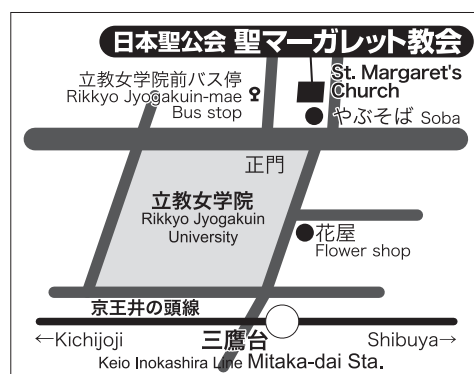 日本聖公会 聖マーガレット教会
立教女学院前バス停
Rikkyo Jyogakuin-mae
Bus stop
St. Margaret's
Church
やぶそば Soba
正門
立教女学院
Rikkyo Jyogakuin
University
花屋
Flower shop
京王井の頭線
←Kichijoji
三鷹台
Shibuya→
Keio Inokashira Line Mitaka-dai Sta.